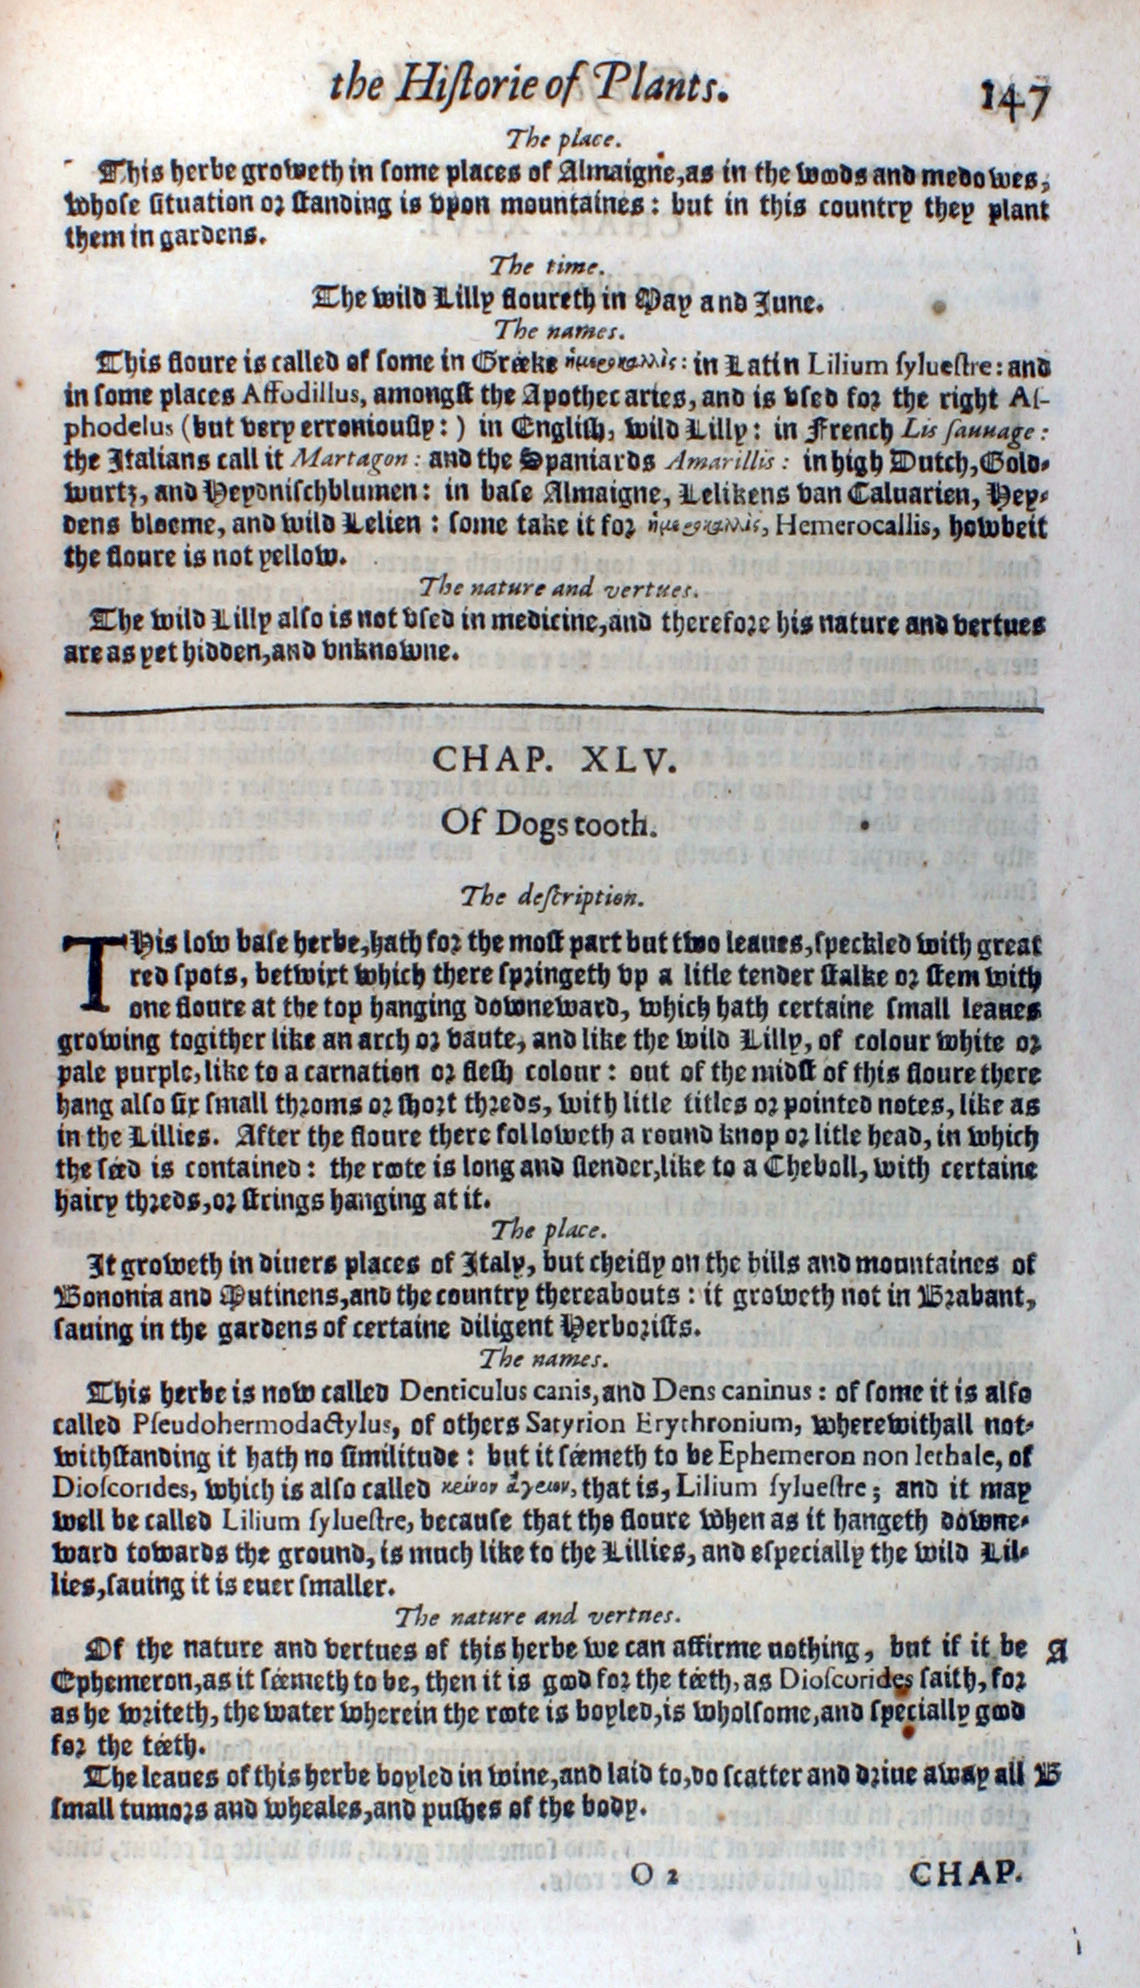 the Hiſtorie of Plants. 147
The place.
This herbe groweth in ſome places of Almaigne, as in the woods and medowes,
whoſe ſituation or ſtanding is vpon mountaines: but in this country they plant
them in gardens.
The time.
The wild Lilly floureth in May and June.
The names.
This floure is called of ſome in Greeke ἡμεροκαλλὶς: in Latin Lilium ſylueſtre: and
in ſome places Affodillus, amongſt the Apothecaries, and is vſed for the right Aſ-
phodelus (but very erroniouſly:) in Engliſh, wild Lilly: in French Lis ſauuage:
the Italians call it Martagon: and the Spaniards Amarillis: in high Dutch, Gold-
wurtz, and Heydniſchblumen: in baſe Almaigne, Lelikens van Caluarien, Hey-
dens bloeme, and wild Lelien: ſome take it for ἡμεροκαλλὶς, Hemerocallis, howbeit
the floure is not yellow.
The nature and vertues.
The wild Lilly alſo is not vſed in medicine, and therefore his nature and vertues
are as yet hidden, and vnknowne.
CHAP. XLV.
Of Dogs tooth.
The deſcription.
THis low baſe herbe, hath for the moſt part but two leaues, ſpeckled with great
red ſpots, betwixt which there ſpringeth vp a litle tender ſtalke or ſtem with
one floure at the top hanging downeward, which hath certaine ſmall leaues
growing togither like an arch or vaute, and like the wild Lilly, of colour white or
pale purple, like to a carnation or fleſh colour: out of the midſt of this floure there
hang alſo ſix ſmall throms or ſhort threds, with litle titles or pointed notes, like as
in the Lillies. After the floure there followeth a round knop or litle head, in which
the ſeed is contained: the roote is long and ſlender, like to a Cheboll, with certaine
hairy threds, or ſtrings hanging at it.
The place.
It groweth in diuers places of Italy, but cheifly on the hills and mountaines of
Bononia and Mutinens, and the country thereabouts: it groweth not in Brabant,
ſauing in the gardens of certaine diligent Herboriſts.
The names.
This herbe is now called Denticulus canis, and Dens caninus: of ſome it is alſo
called Pſeudohermodactylus, of others Satyrion Erythronium, wherewithall not-
withſtanding it hath no ſimilitude: but it ſeemeth to be Ephemeron non lethale, of
Dioſcorides, which is alſo called κείνον ἄγειον, that is, Lilium ſylueſtre; and it may
well be called Lilium ſylueſtre, becauſe that the floure when as it hangeth downe-
ward towards the ground, is much like to the Lillies, and eſpecially the wild Lil-
lies, ſauing it is euer ſmaller.
The nature and vertues.
Of the nature and vertues of this herbe we can affirme nothing, but if it be A
Ephemeron, as it ſeemeth to be, then it is good for the teeth, as Dioſcorides ſaith, for
as he writeth, the water wherein the roote is boyled, is wholſome, and ſpecially good
for the teeth.
The leaues of this herbe boyled in wine, and laid to, do ſcatter and driue away all B
ſmall tumors and wheales, and puſhes of the body.
O 2 CHAP.